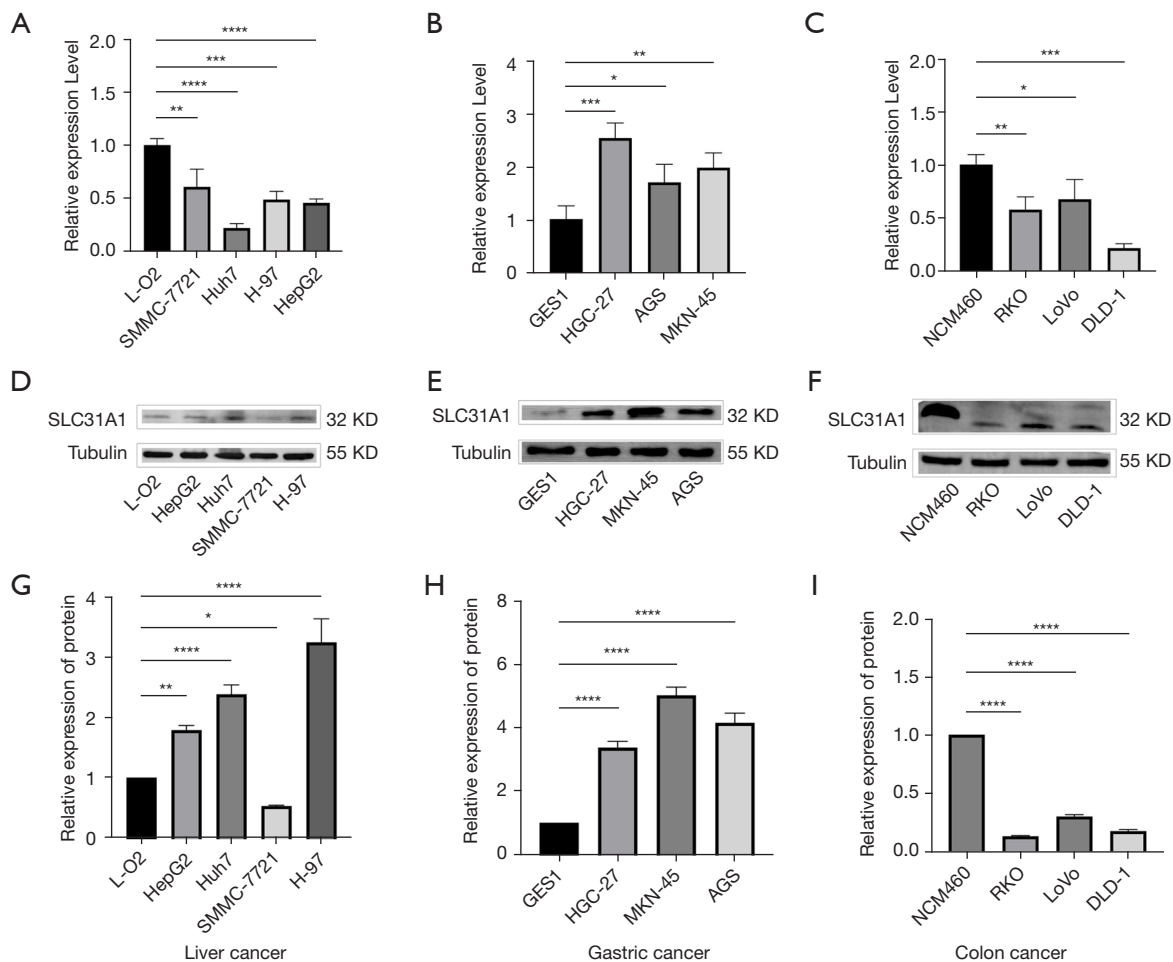 A
B
C
Relative expression Level
2.0
1.5
1.0
0.5
0.0
****
***
****
**
L-O2
SMMC-7721
Huh7
H-97
HepG2
Relative expression Level
4
3
2
1
0
**
*
***
GES1
HGC-27
AGS
MKN-45
Relative expression Level
2.0
1.5
1.0
0.5
0.0
***
*
**
NCM460
RKO
LoVo
DLD-1
D
SLC31A1
32 KD
Tubulin
55 KD
L-O2
HepG2
Huh7
SMMC-7721
H-97
E
SLC31A1
32 KD
Tubulin
55 KD
GES1
HGC-27
MKN-45
AGS
F
SLC31A1
32 KD
Tubulin
55 KD
NCM460
RKO
LoVo
DLD-1
G
Relative expression of protein
4
3
2
1
0
****
*
****
**
L-O2
HepG2
Huh7
SMMC-7721
H-97
Liver cancer
H
Relative expression of protein
8
6
4
2
0
****
****
****
GES1
HGC-27
MKN-45
AGS
Gastric cancer
I
Relative expression of protein
2.0
1.5
1.0
0.5
0.0
****
****
****
NCM460
RKO
LoVo
DLD-1
Colon cancer